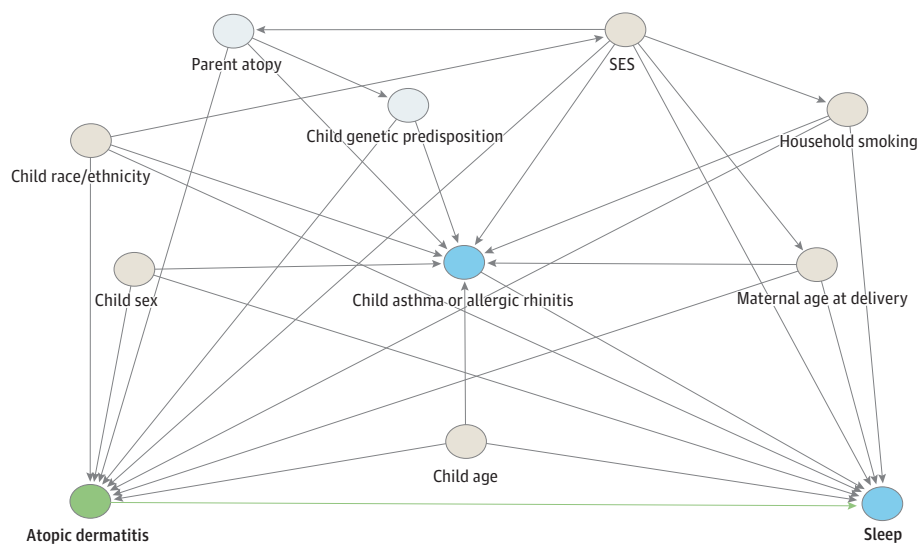 Parent atopy
SES
Child genetic predisposition
Household smoking
Child race/ethnicity
Child sex
Child asthma or allergic rhinitis
Maternal age at delivery
Child age
Atopic dermatitis
Sleep